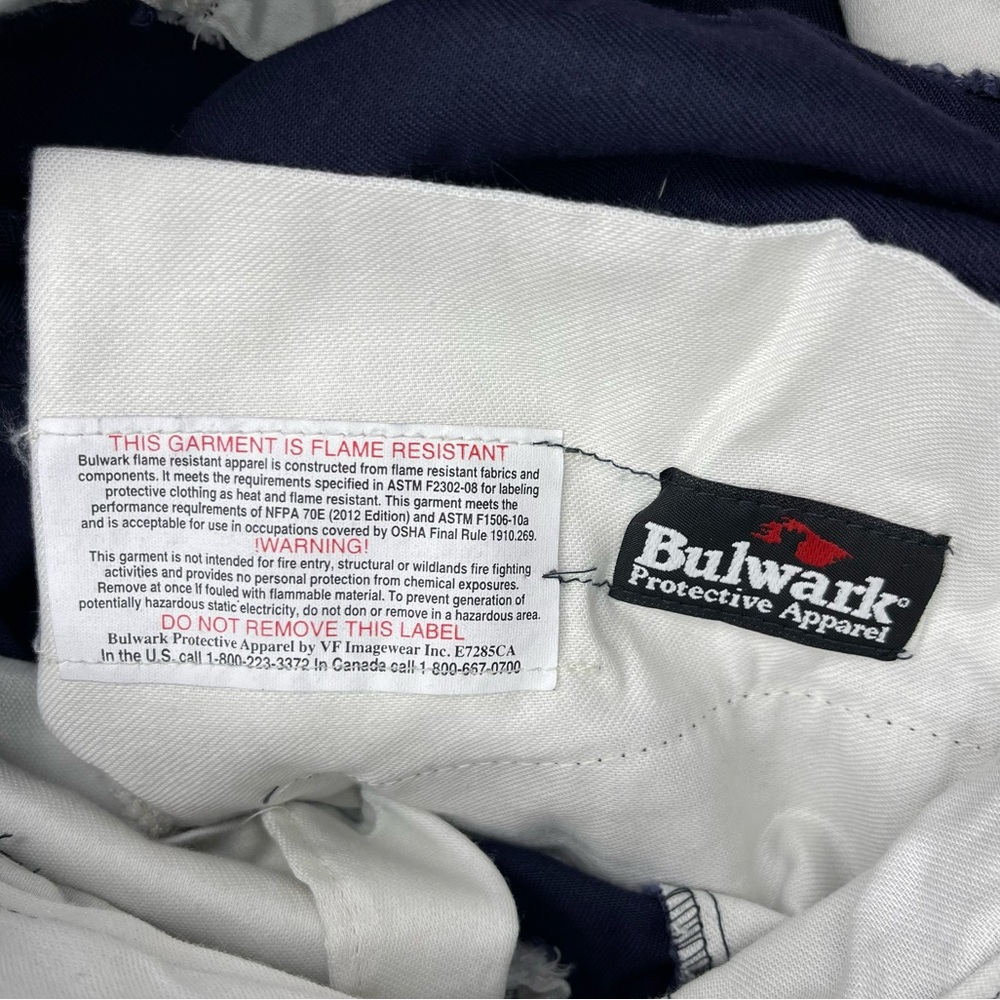 THIS GARMENT IS FLAME RESISTANT
Bulwark flame resistant apparel is constructed from flame resistant fabrics and
components. It meets the requirements specified in ASTM F2302-08 for labeling
protective clothing as heat and flame resistant. This garment meets the
performance requirements of NFPA 70E (2012 Edition) and ASTM F1506-10a
and is acceptable for use in occupations covered by OSHA Final Rule 1910.269.
!WARNING!
This garment is not intended for fire entry, structural or wildlands fire fighting
activities and provides no personal protection from chemical exposures.
Remove at once if fouled with flammable material. To prevent generation of
potentially hazardous static electricity, do not don or remove in a hazardous area.
DO NOT REMOVE THIS LABEL
Bulwark Protective Apparel by VF Imagewear Inc. E7285CA
In the U.S. call 1-800-223-3372 In Canada call 1-800-667-0700
Bulwark
Protective Apparel